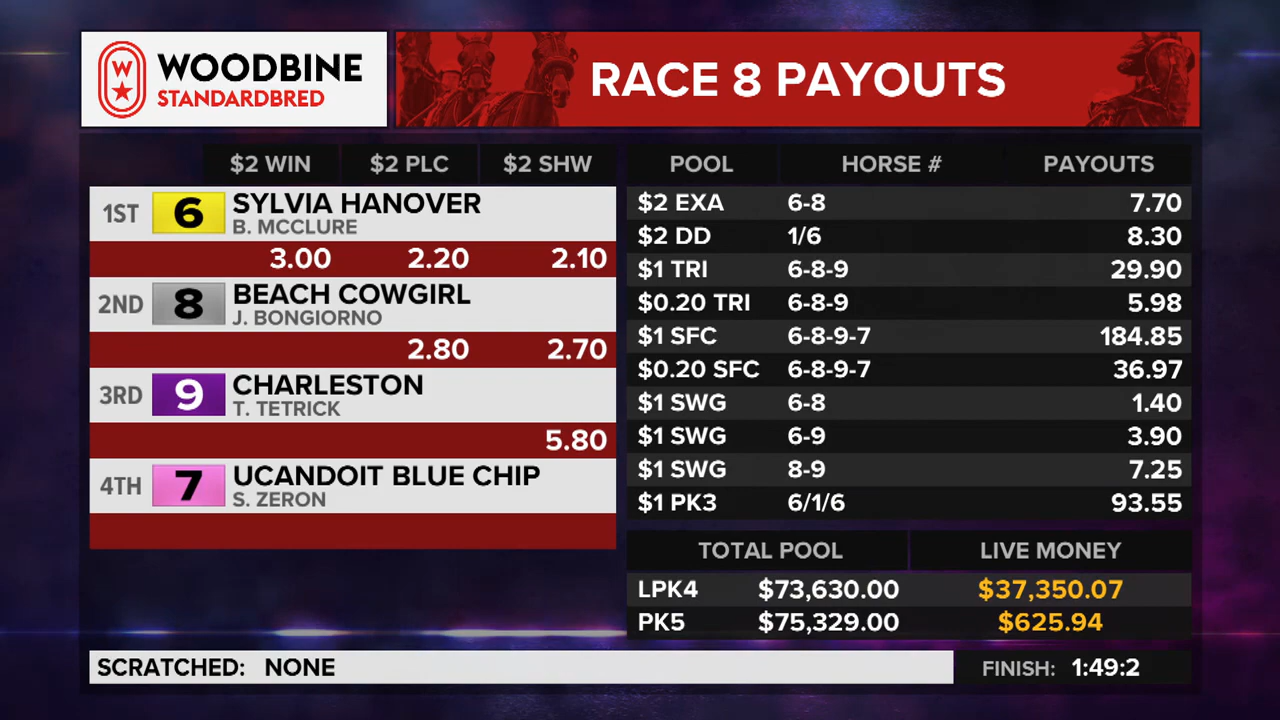 W
WOODBINE
STANDARDBRED
RACE 8 PAYOUTS
$2 WIN $2 PLC $2 SHW
1ST 6 SYLVIA HANOVER
B. MCCLURE
3.00 2.20 2.10
2ND 8 BEACH COWGIRL
J. BONGIORNO
2.80 2.70
3RD 9 CHARLESTON
T. TETRICK
5.80
4TH 7 UCANDOIT BLUE CHIP
S. ZERON
POOL HORSE # PAYOUTS
$2 EXA 6-8 7.70
$2 DD 1/6 8.30
$1 TRI 6-8-9 29.90
$0.20 TRI 6-8-9 5.98
$1 SFC 6-8-9-7 184.85
$0.20 SFC 6-8-9-7 36.97
$1 SWG 6-8 1.40
$1 SWG 6-9 3.90
$1 SWG 8-9 7.25
$1 PK3 6/1/6 93.55
TOTAL POOL LIVE MONEY
LPK4 $73,630.00 $37,350.07
PK5 $75,329.00 $625.94
SCRATCHED: NONE
FINISH: 1:49:2